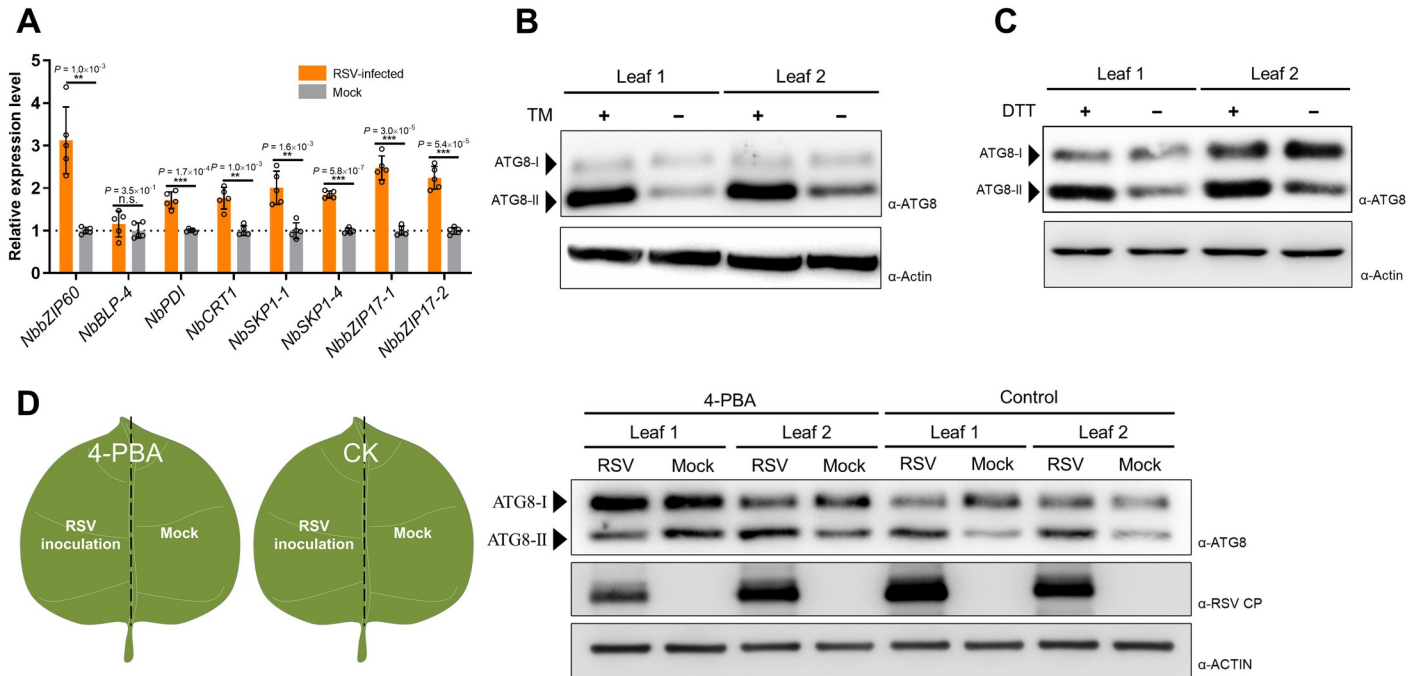 A
Relative expression level
5
4
3
2
1
0
RSV-infected
Mock
P = 1.0×10-3
**
P = 3.5×10-1
n.s.
P = 1.7×10-4
***
P = 1.0×10-3
**
P = 1.6×10-3
**
P = 5.8×10-7
***
P = 3.0×10-5
***
P = 5.4×10-5
***
NbbZIP60
NbBLP-4
NbPDI
NbCRT1
NbSKP1-1
NbSKP1-4
NbbZIP17-1
NbbZIP17-2
B
Leaf 1 Leaf 2
TM + − + −
ATG8-I
ATG8-II
α-ATG8
α-Actin
C
Leaf 1 Leaf 2
DTT + − + −
ATG8-I
ATG8-II
α-ATG8
α-Actin
D
4-PBA
RSV
inoculation
Mock
CK
RSV
inoculation
Mock
4-PBA Control
Leaf 1 Leaf 2 Leaf 1 Leaf 2
RSV Mock RSV Mock RSV Mock RSV Mock
ATG8-I
ATG8-II
α-ATG8
α-RSV CP
α-ACTIN